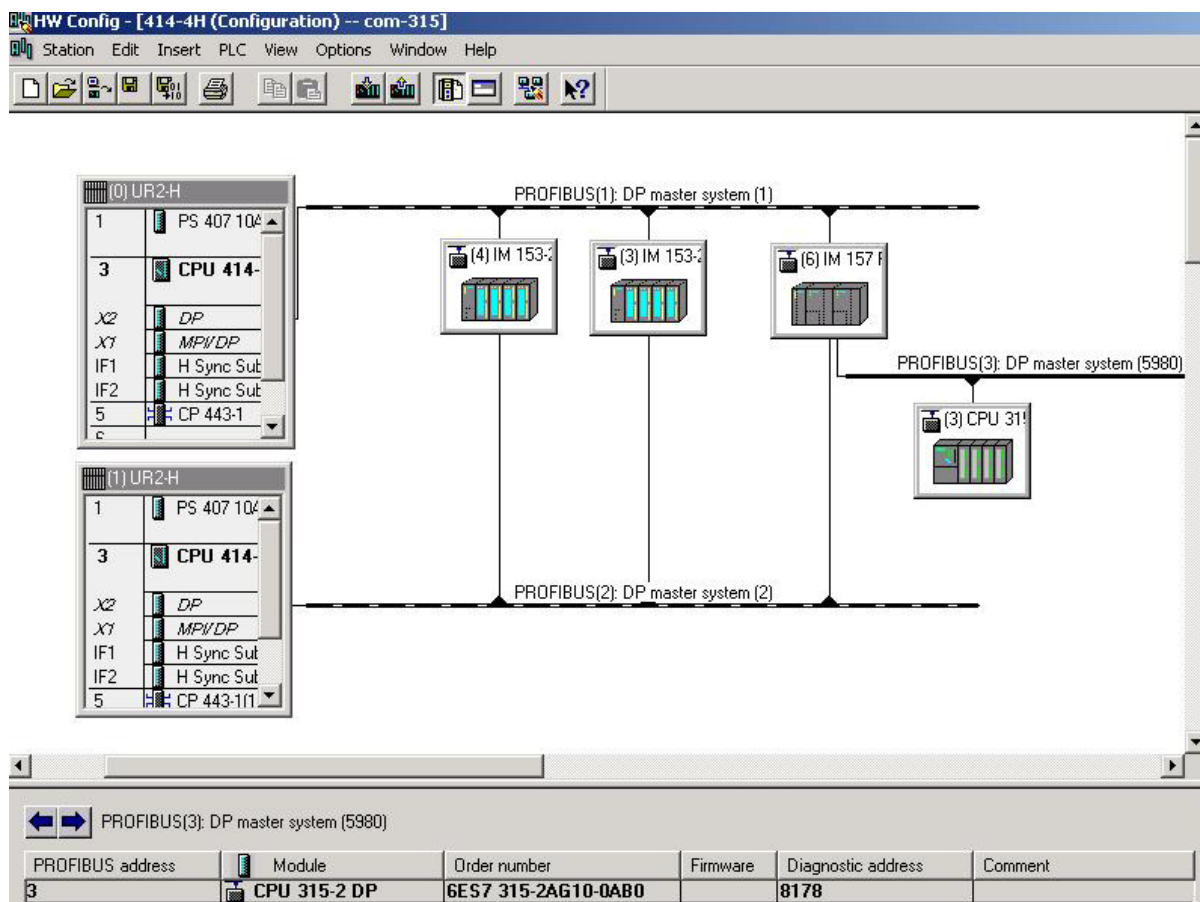 HW Config - [414-4H (Configuration) -- com-315]
Station Edit Insert PLC View Options Window Help
(0) UR2-H
1 PS 407 10A
3 CPU 414-
X2 DP
X1 MPI/DP
IF1 H Sync Sub
IF2 H Sync Sub
5 CP 443-1
PROFIBUS(1): DP master system (1)
(4) IM 153-2
(3) IM 153-2
(6) IM 157
PROFIBUS(3): DP master system (5980)
(3) CPU 315
(1) UR2-H
1 PS 407 10A
3 CPU 414-
X2 DP
X1 MPI/DP
IF1 H Sync Sub
IF2 H Sync Sub
5 CP 443-1(1
PROFIBUS(2): DP master system (2)
PROFIBUS(3): DP master system (5980)
PROFIBUS address Module Order number Firmware Diagnostic address Comment
3 CPU 315-2 DP 6ES7 315-2AG10-0AB0 8178